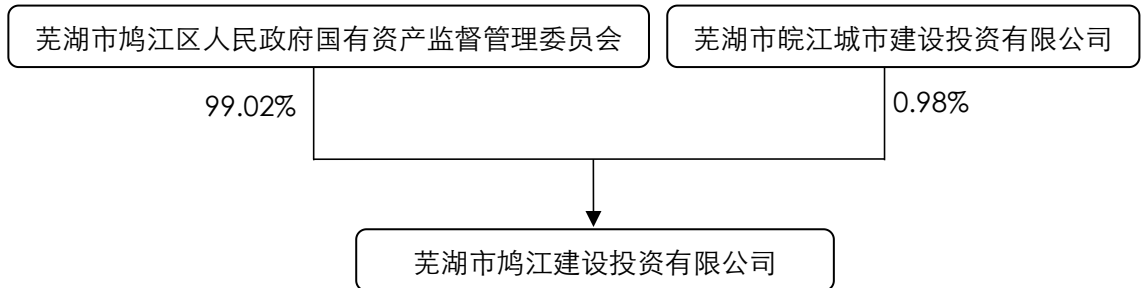 芜湖市鸠江区人民政府国有资产监督管理委员会
芜湖市皖江城市建设投资有限公司
99.02%
0.98%
芜湖市鸠江建设投资有限公司